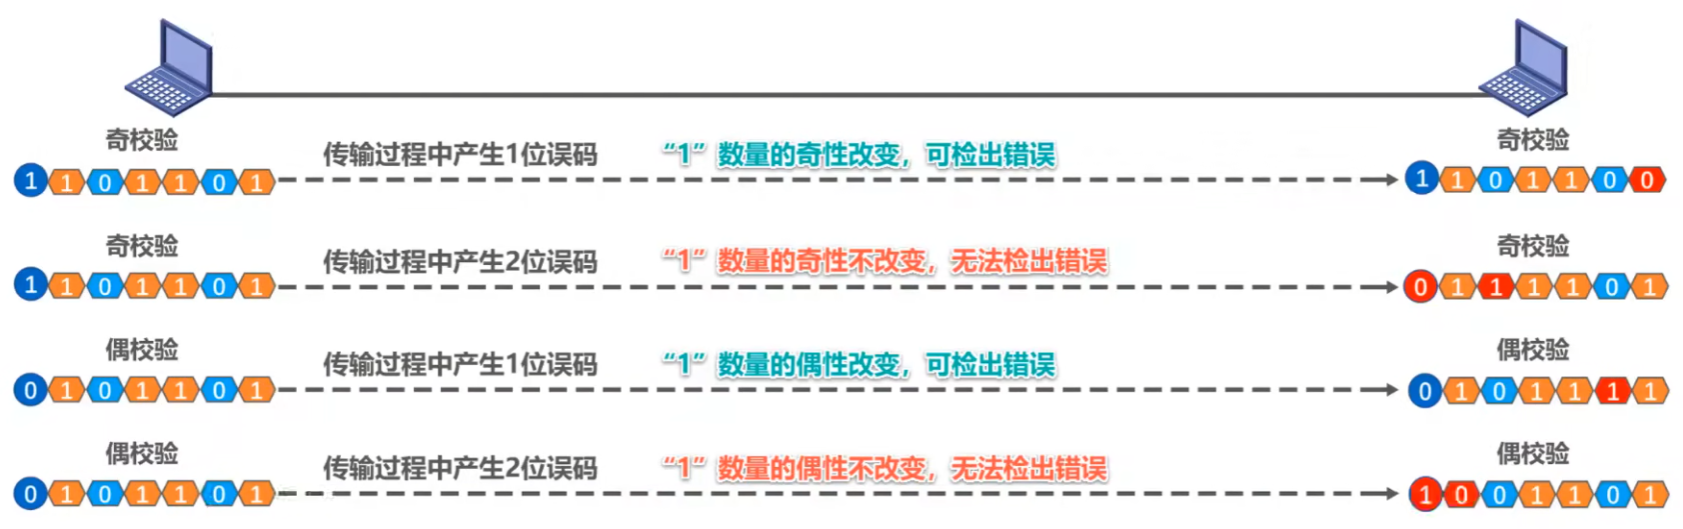 奇校验 奇校验
传输过程中产生1位误码 “1”数量的奇性改变，可检出错误
1 1 0 1 1 0 1 1 1 0 1 1 0 0
奇校验 奇校验
传输过程中产生2位误码 “1”数量的奇性不改变，无法检出错误
1 1 0 1 1 0 1 0 1 1 1 1 0 1
偶校验 偶校验
传输过程中产生1位误码 “1”数量的偶性改变，可检出错误
0 1 0 1 1 0 1 0 1 0 1 1 1 1
偶校验 偶校验
传输过程中产生2位误码 “1”数量的偶性不改变，无法检出错误
0 1 0 1 1 0 1 1 0 0 1 1 0 1